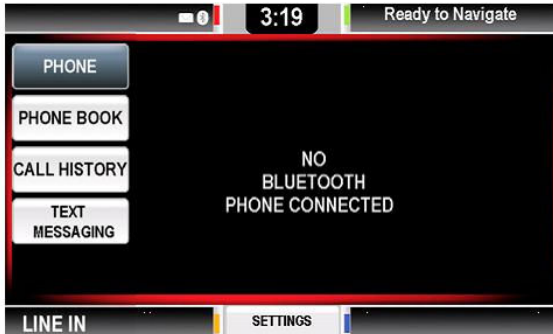 3:19
Ready to Navigate
PHONE
PHONE BOOK
CALL HISTORY
TEXT
MESSAGING
NO
BLUETOOTH
PHONE CONNECTED
LINE IN
SETTINGS